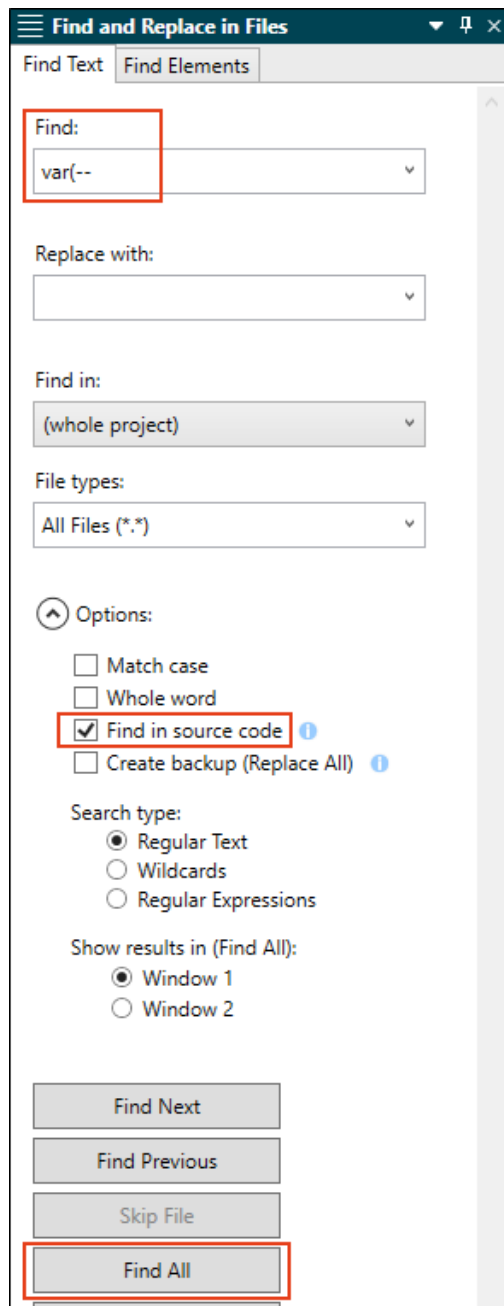 Find and Replace in Files
Find Text Find Elements
Find:
var(--
Replace with:
Find in:
(whole project)
File types:
All Files (*.*)
Options:
Match case
Whole word
Find in source code
Create backup (Replace All)
Search type:
Regular Text
Wildcards
Regular Expressions
Show results in (Find All):
Window 1
Window 2
Find Next
Find Previous
Skip File
Find All